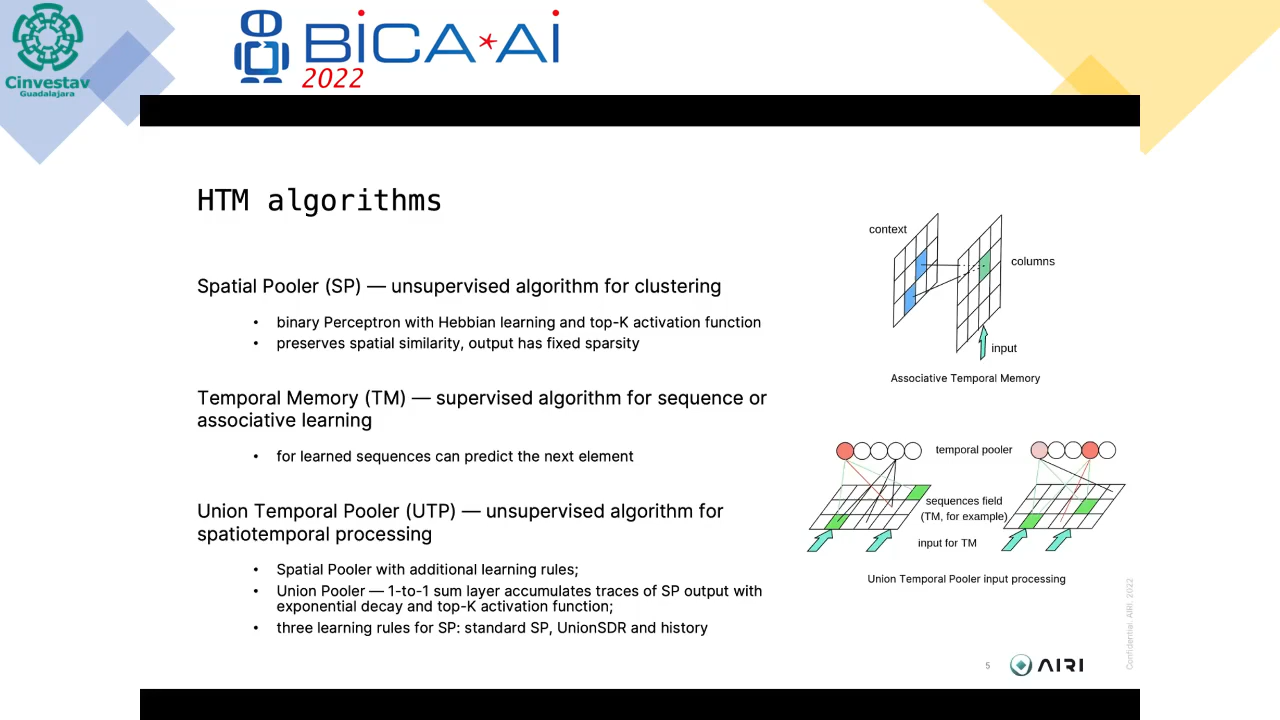 Cinvestav
Guadalajara
BiCA*Ai
2022
HTM algorithms
Spatial Pooler (SP) — unsupervised algorithm for clustering
• binary Perceptron with Hebbian learning and top-K activation function
• preserves spatial similarity, output has fixed sparsity
Temporal Memory (TM) — supervised algorithm for sequence or
associative learning
• for learned sequences can predict the next element
Union Temporal Pooler (UTP) — unsupervised algorithm for
spatiotemporal processing
• Spatial Pooler with additional learning rules;
• Union Pooler — 1-to-1 sum layer accumulates traces of SP output with
exponential decay and top-K activation function;
• three learning rules for SP: standard SP, UnionSDR and history
context
columns
input
Associative Temporal Memory
temporal pooler
sequences field
(TM, for example)
input for TM
Union Temporal Pooler input processing
Confidential. AIRI. 2022
5
AIRI